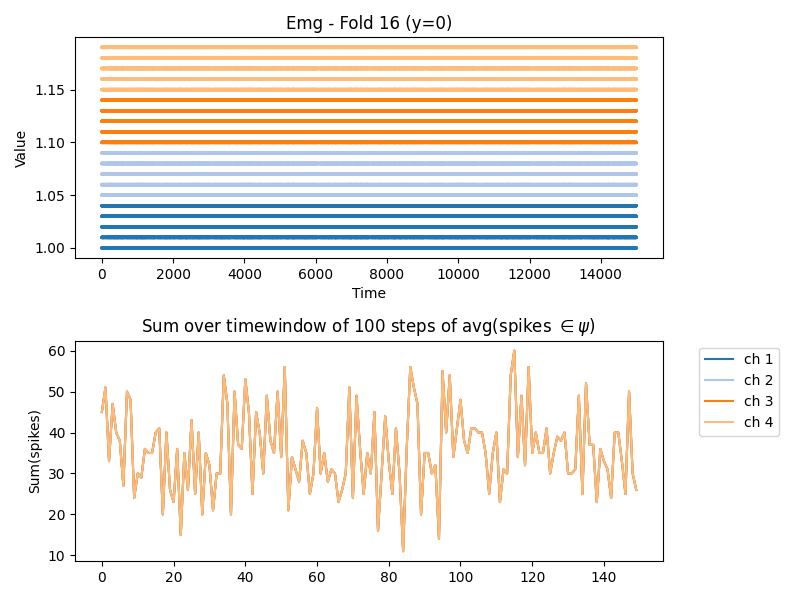 Emg - Fold 16 (y=0)
Value
1.15
1.10
1.05
1.00
0 2000 4000 6000 8000 10000 12000 14000
Time
Sum over timewindow of 100 steps of avg(spikes ∈ψ)
Sum(spikes)
60
50
40
30
20
10
0 20 40 60 80 100 120 140
ch 1
ch 2
ch 3
ch 4